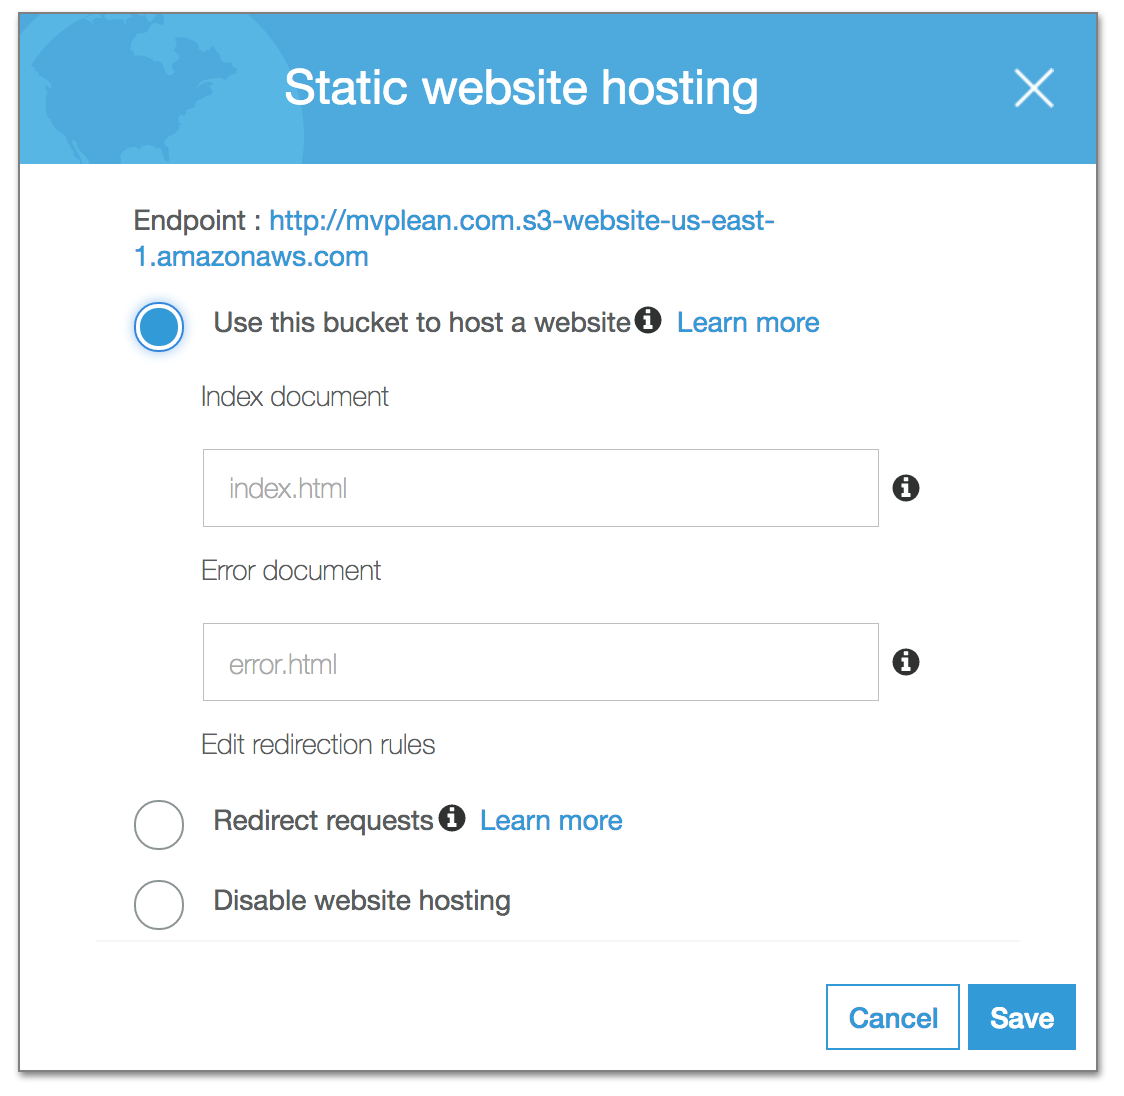 Static website hosting
Endpoint : http://mvplean.com.s3-website-us-east-
1.amazonaws.com
Use this bucket to host a website Learn more
Index document
index.html
Error document
error.html
Edit redirection rules
Redirect requests Learn more
Disable website hosting
Cancel Save